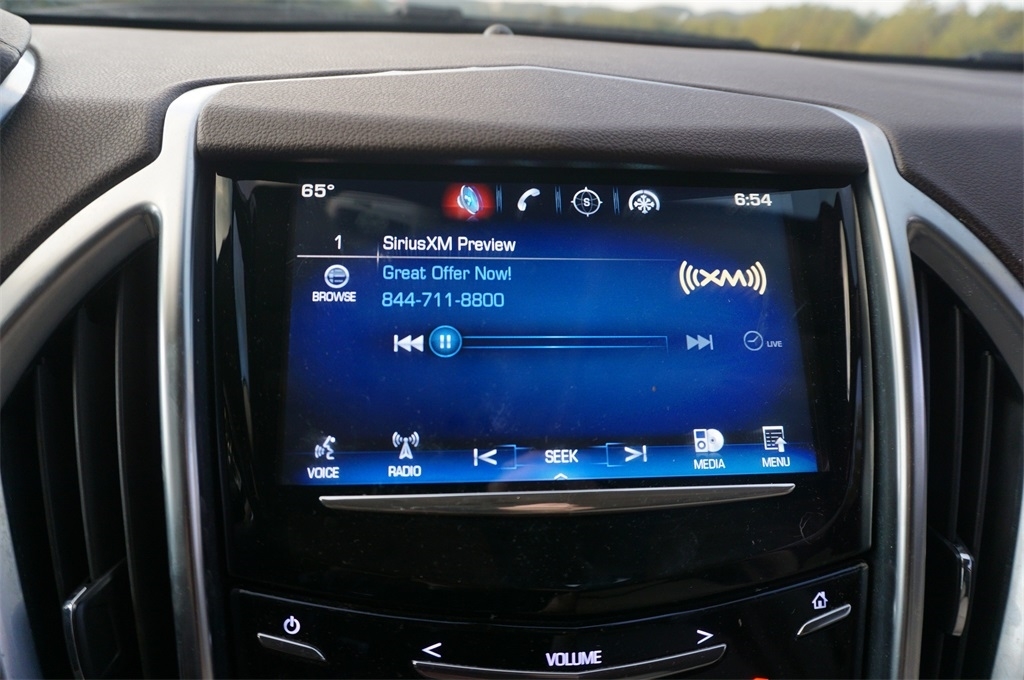 65°
6:54
1 SiriusXM Preview
Great Offer Now!
BROWSE
844-711-8800
((XM))
LIVE
VOICE RADIO SEEK MEDIA MENU
< VOLUME >